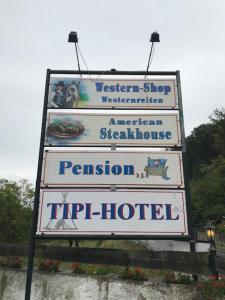 Western-Shop
Westernreiten
American
Steakhouse
Pension
TIPI-HOTEL